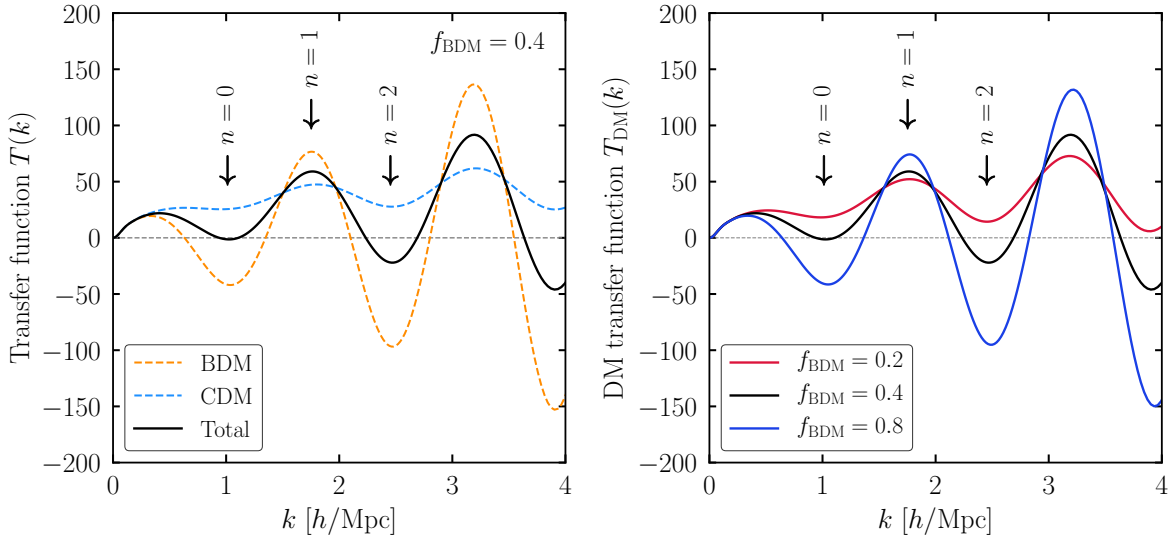 200
150
100
50
0
−50
−100
−150
−200
Transfer function T(k)
n = 0
n = 1
n = 2
f_BDM = 0.4
BDM
CDM
Total
0 1 2 3 4
k [h/Mpc]
200
150
100
50
0
−50
−100
−150
−200
DM transfer function T_DM(k)
n = 0
n = 1
n = 2
f_BDM = 0.2
f_BDM = 0.4
f_BDM = 0.8
0 1 2 3 4
k [h/Mpc]